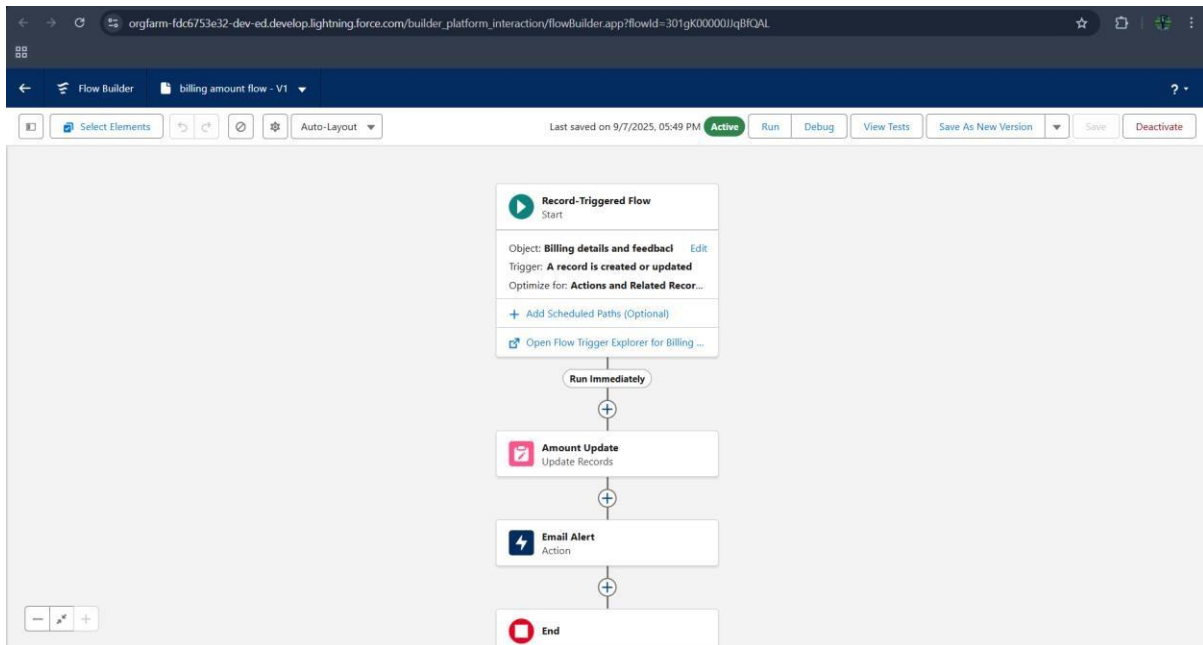 orgfarm-fdc6753e32-dev-ed.develop.lightning.force.com/builder_platform_interaction/flowBuilder.app?flowId=301gK00000JJqBfQAL
Flow Builder billing amount flow - V1 ?
Select Elements Auto-Layout Last saved on 9/7/2025, 05:49 PM Active Run Debug View Tests Save As New Version Save Deactivate
Record-Triggered Flow
Start
Object: Billing details and feedback Edit
Trigger: A record is created or updated
Optimize for: Actions and Related Recor...
+ Add Scheduled Paths (Optional)
Open Flow Trigger Explorer for Billing ...
Run Immediately
Amount Update
Update Records
Email Alert
Action
End